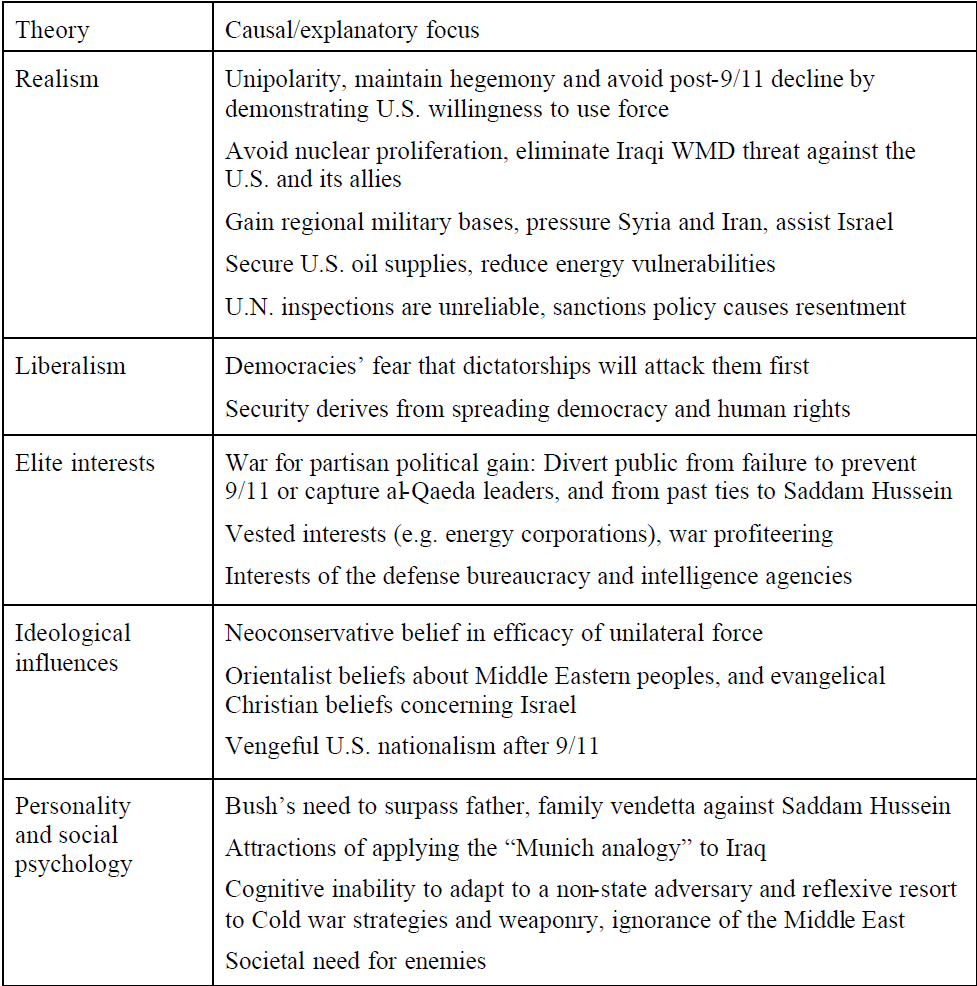 Theory
Causal/explanatory focus
Realism
Unipolarity, maintain hegemony and avoid post-9/11 decline by
demonstrating U.S. willingness to use force
Avoid nuclear proliferation, eliminate Iraqi WMD threat against the
U.S. and its allies
Gain regional military bases, pressure Syria and Iran, assist Israel
Secure U.S. oil supplies, reduce energy vulnerabilities
U.N. inspections are unreliable, sanctions policy causes resentment
Liberalism
Democracies’ fear that dictatorships will attack them first
Security derives from spreading democracy and human rights
Elite interests
War for partisan political gain: Divert public from failure to prevent
9/11 or capture al-Qaeda leaders, and from past ties to Saddam Hussein
Vested interests (e.g. energy corporations), war profiteering
Interests of the defense bureaucracy and intelligence agencies
Ideological
influences
Neoconservative belief in efficacy of unilateral force
Orientalist beliefs about Middle Eastern peoples, and evangelical
Christian beliefs concerning Israel
Vengeful U.S. nationalism after 9/11
Personality
and social
psychology
Bush’s need to surpass father, family vendetta against Saddam Hussein
Attractions of applying the “Munich analogy” to Iraq
Cognitive inability to adapt to a non-state adversary and reflexive resort
to Cold war strategies and weaponry, ignorance of the Middle East
Societal need for enemies